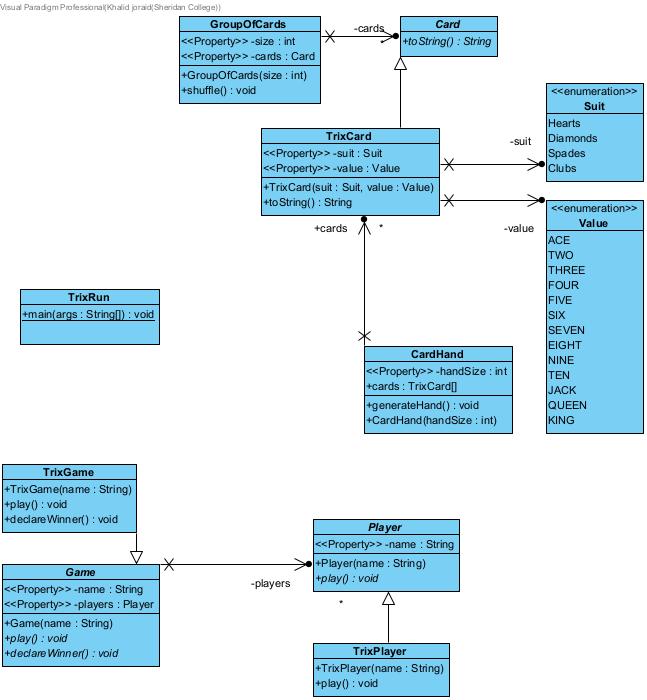 Visual Paradigm Professional(Khalid joraid(Sheridan College))
GroupOfCards
<<Property>> -size : int
<<Property>> -cards : Card
+GroupOfCards(size : int)
+shuffle() : void
-cards
*
Card
+toString() : String
TrixCard
<<Property>> -suit : Suit
<<Property>> -value : Value
+TrixCard(suit : Suit, value : Value)
+toString() : String
-suit
<<enumeration>>
Suit
Hearts
Diamonds
Spades
Clubs
+cards
*
-value
<<enumeration>>
Value
ACE
TWO
THREE
FOUR
FIVE
SIX
SEVEN
EIGHT
NINE
TEN
JACK
QUEEN
KING
TrixRun
+main(args : String[]) : void
CardHand
<<Property>> -handSize : int
+cards : TrixCard[]
+generateHand() : void
+CardHand(handSize : int)
TrixGame
+TrixGame(name : String)
+play() : void
+declareWinner() : void
Game
<<Property>> -name : String
<<Property>> -players : Player
+Game(name : String)
+play() : void
+declareWinner() : void
-players
*
Player
<<Property>> -name : String
+Player(name : String)
+play() : void
TrixPlayer
+TrixPlayer(name : String)
+play() : void